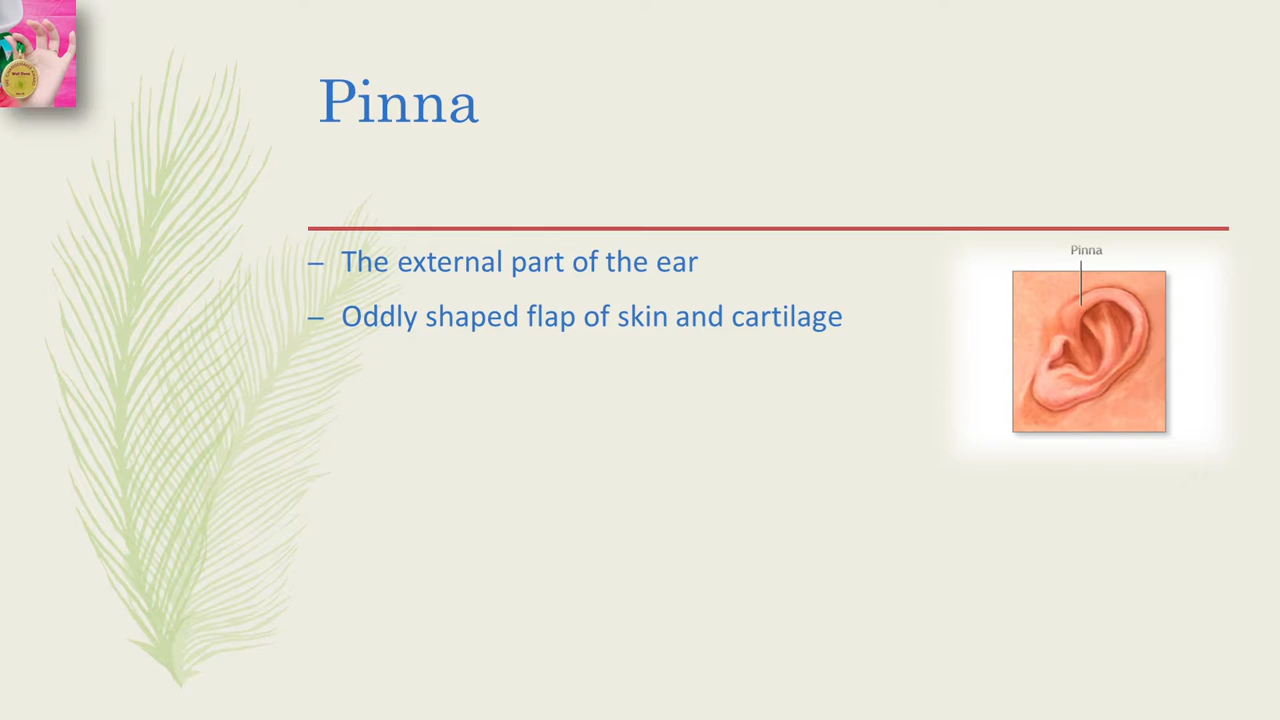 Pinna
– The external part of the ear
– Oddly shaped flap of skin and cartilage
Pinna